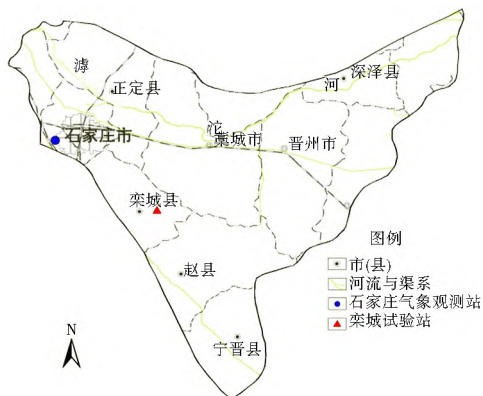 滹
正定县
河
深泽县
沱
石家庄市
藁城市
晋州市
栾城县
赵县
宁晋县
图例
市(县)
河流与渠系
石家庄气象观测站
栾城试验站
N